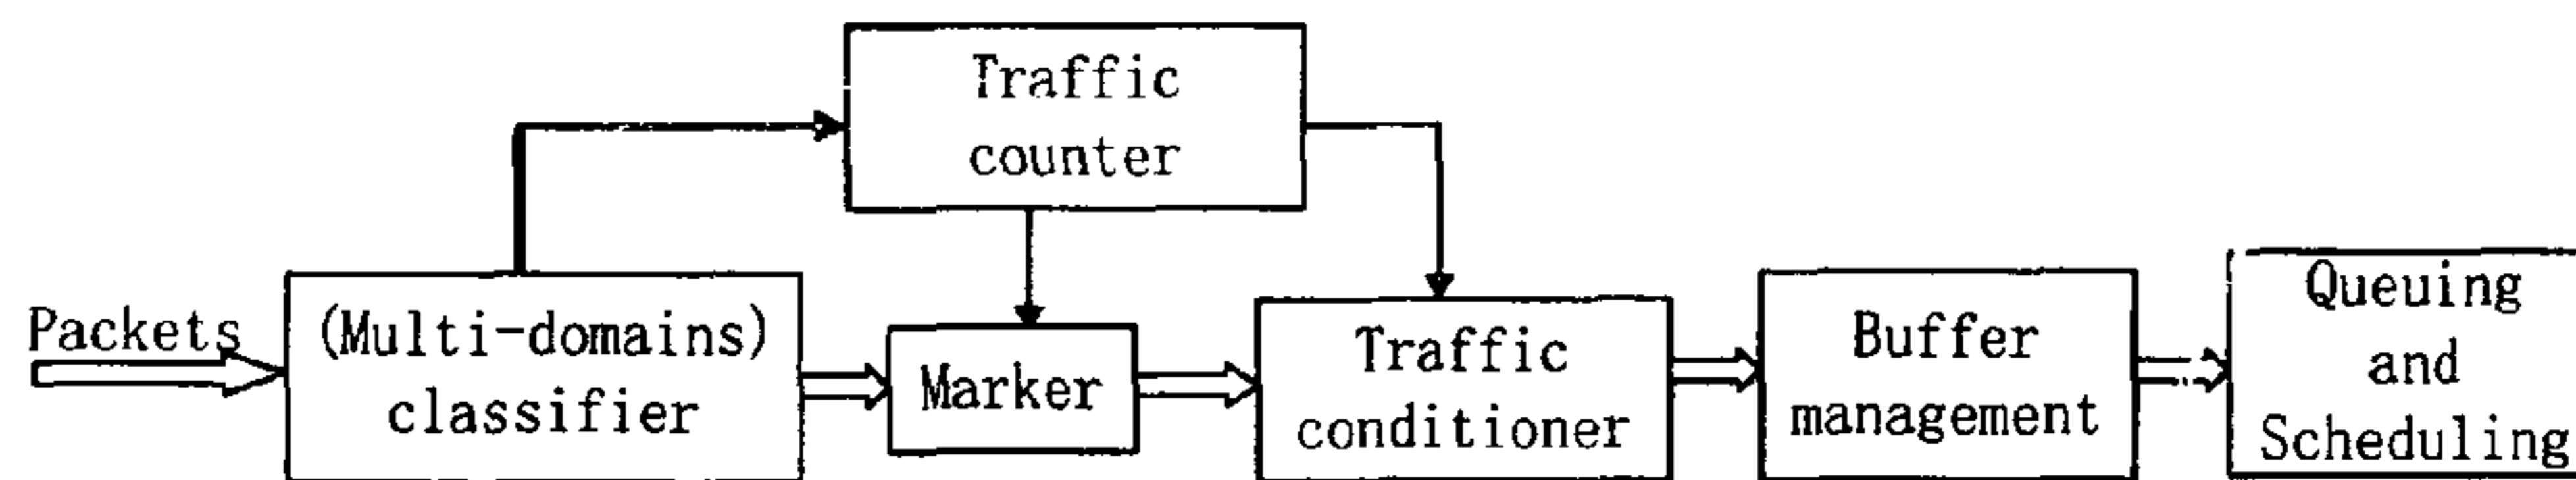 Traffic
counter
Packets
(Multi-domains)
classifier
Marker
Traffic
conditioner
Buffer
management
Queuing
and
Scheduling